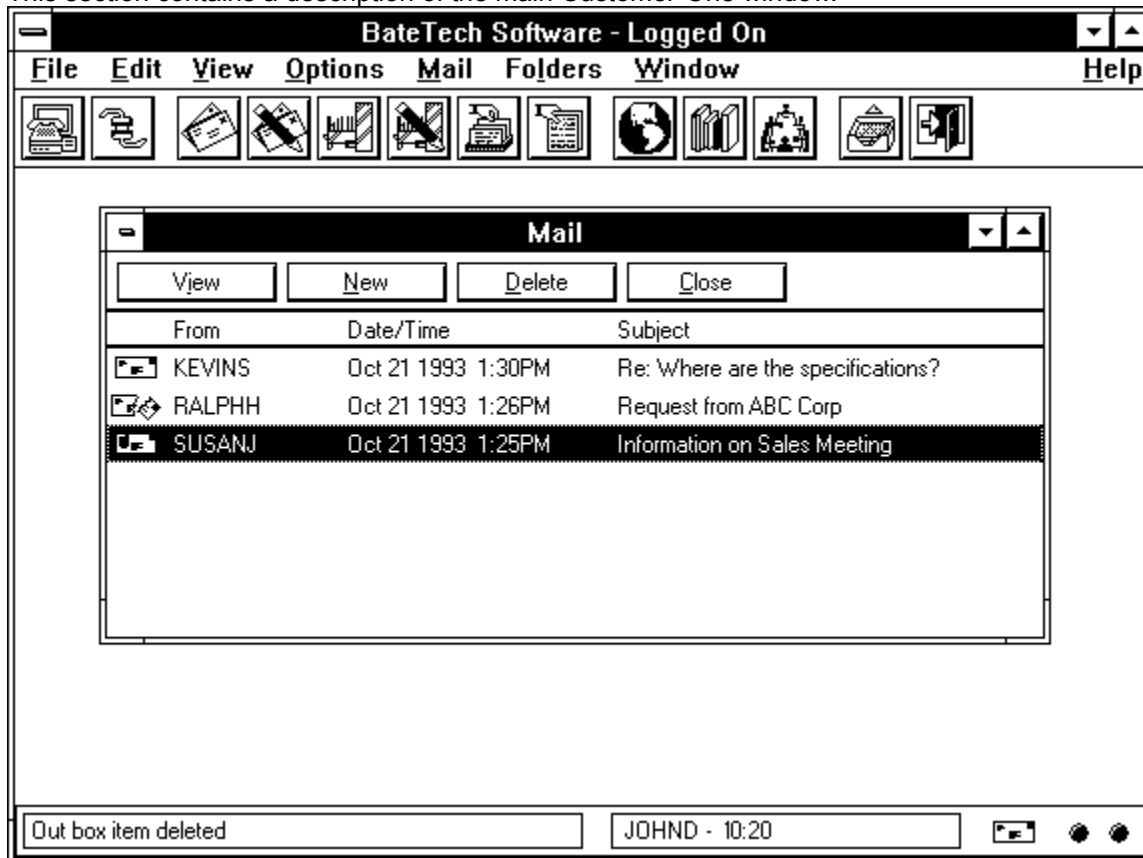 This section contains a description of the main Customer One window.
BateTech Software - Logged On
File Edit View Options Mail Folders Window Help
Mail
View New Delete Close
From Date/Time Subject
KEVINS Oct 21 1993 1:30PM Re: Where are the specifications?
RALPHH Oct 21 1993 1:26PM Request from ABC Corp
SUSANJ Oct 21 1993 1:25PM Information on Sales Meeting
Out box item deleted JOHND - 10:20